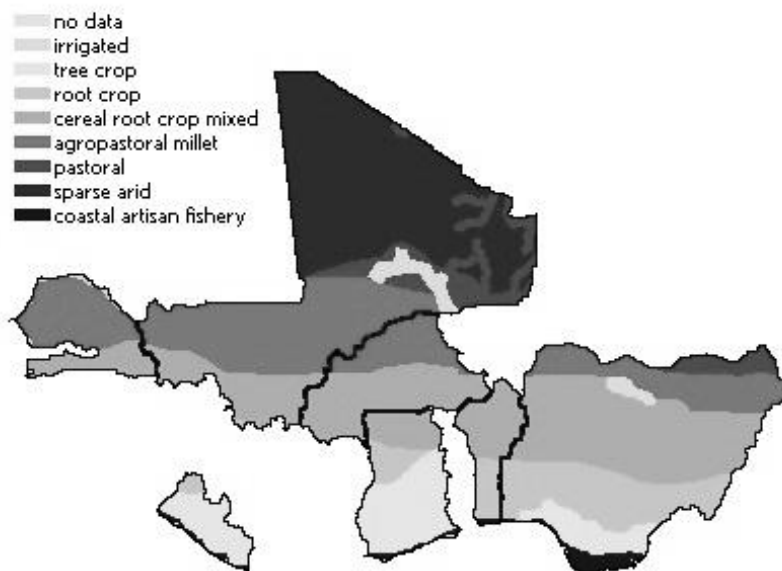 no data
irrigated
tree crop
root crop
cereal root crop mixed
agropastoral millet
pastoral
sparse arid
coastal artisan fishery